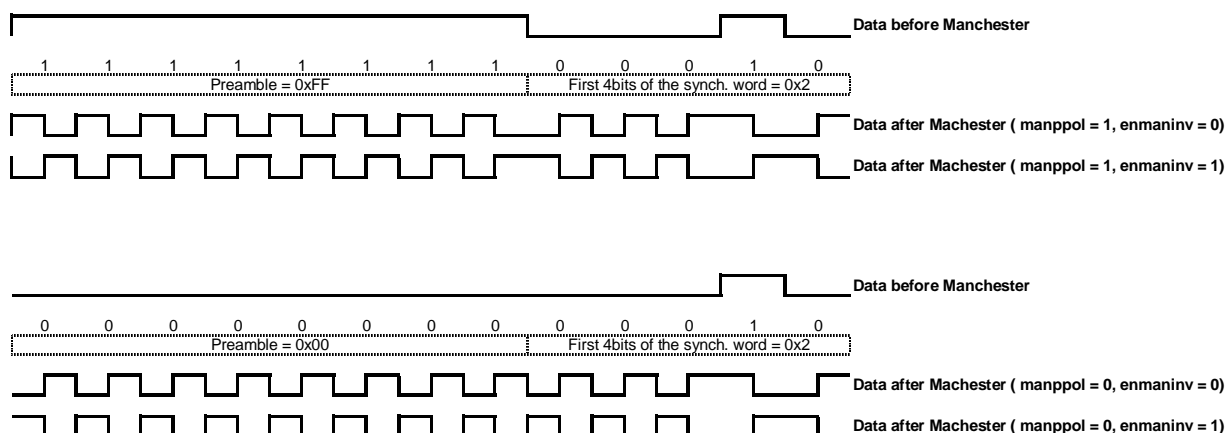 Data before Manchester
1 1 1 1 1 1 1 1 0 0 0 1 0
Preamble = 0xFF First 4bits of the synch. word = 0x2
Data after Machester ( manppol = 1, enmaninv = 0)
Data after Machester ( manppol = 1, enmaninv = 1)
Data before Manchester
0 0 0 0 0 0 0 0 0 0 0 1 0
Preamble = 0x00 First 4bits of the synch. word = 0x2
Data after Machester ( manppol = 0, enmaninv = 0)
Data after Machester ( manppol = 0, enmaninv = 1)